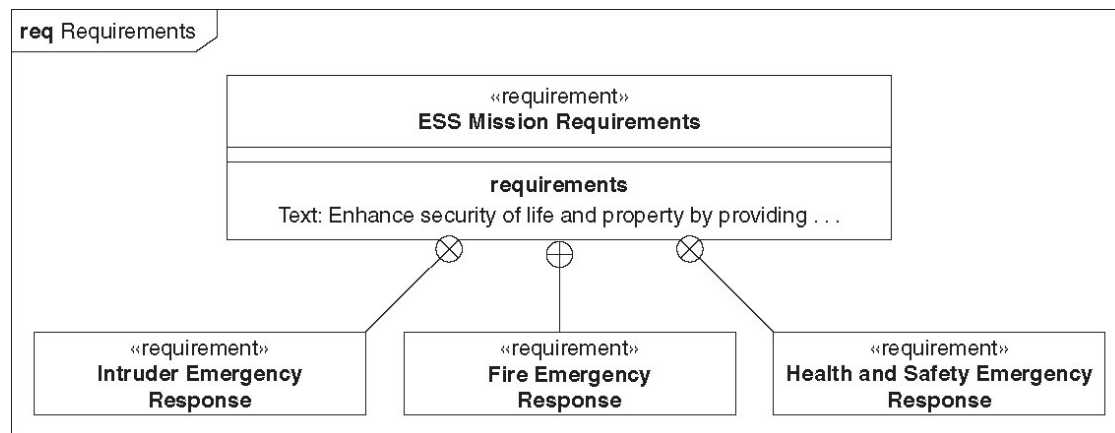 req Requirements
«requirement»
ESS Mission Requirements
requirements
Text: Enhance security of life and property by providing . . .
«requirement»
Intruder Emergency
Response
«requirement»
Fire Emergency
Response
«requirement»
Health and Safety Emergency
Response